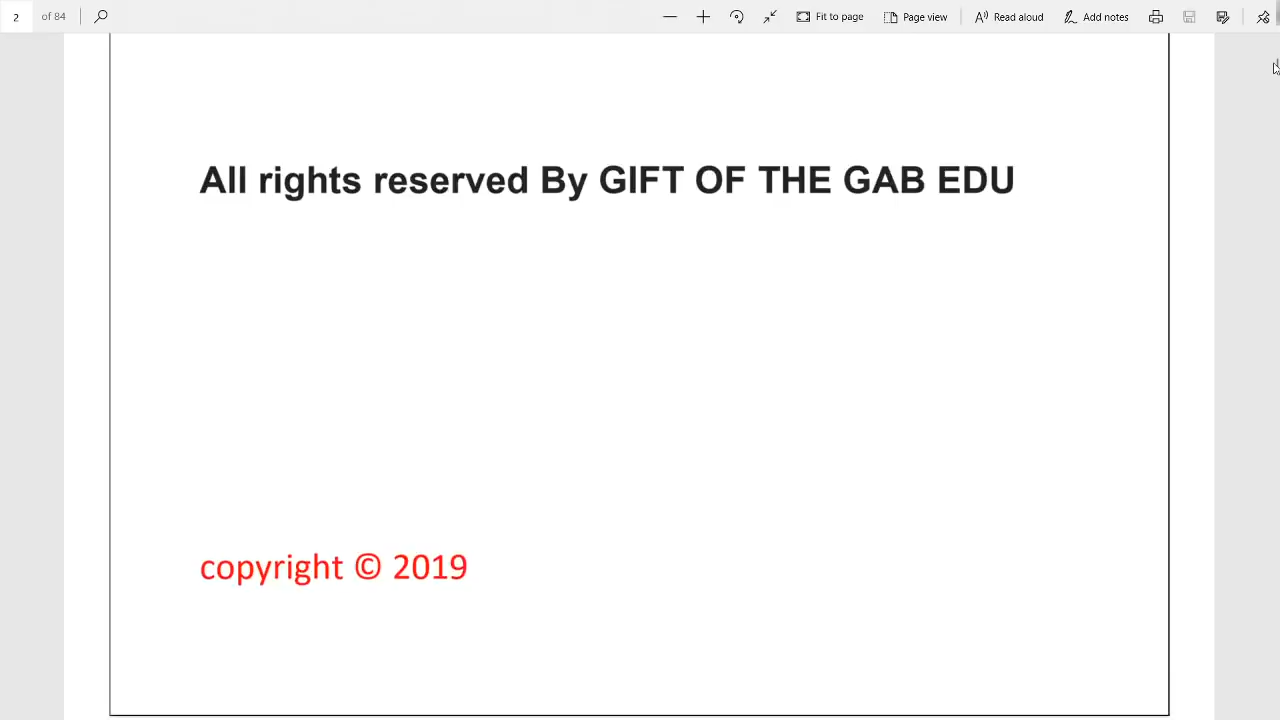 2 of 84 Fit to page Page view Read aloud Add notes
All rights reserved By GIFT OF THE GAB EDU
copyright © 2019